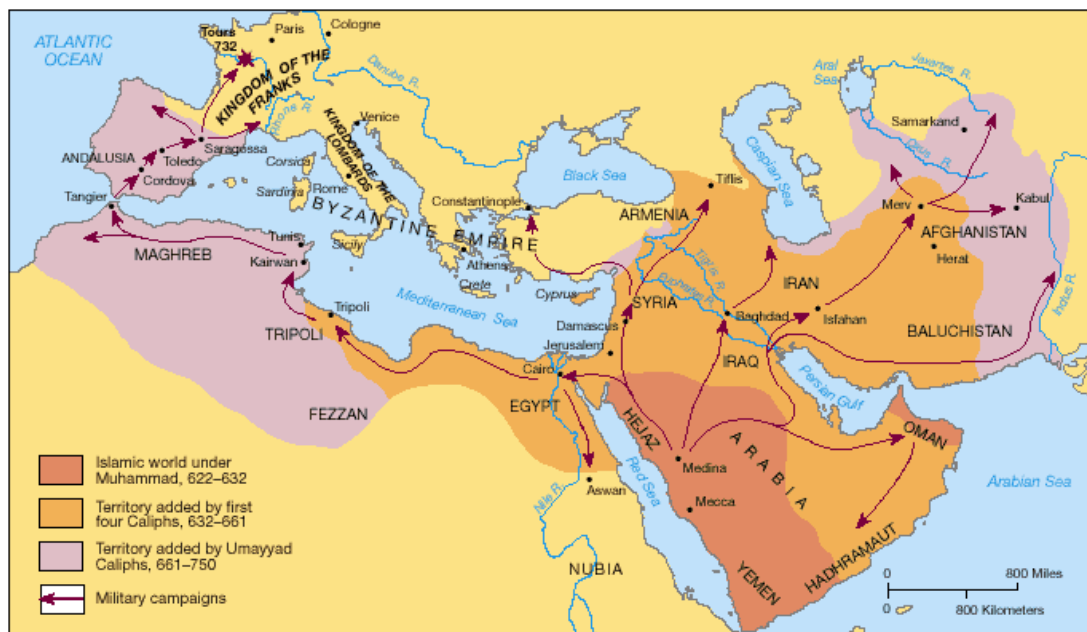 ATLANTIC
OCEAN
Tours
732
Paris
Cologne
KINGDOM OF THE
FRANKS
Rhone R.
Danube R.
Venice
KINGDOM OF THE
LOMBARDS
Aral
Sea
Jaxartes R.
Samarkand
Oxus R.
Caspian Sea
Black Sea
Tiflis
ANDALUSIA
Toledo
Saragossa
Cordova
Corsica
Sardinia
Rome
Tangier
Constantinople
ARMENIA
Merv
Kabul
AFGHANISTAN
Herat
BYZANTINE EMPIRE
Tunis
Sicily
MAGHREB
Kairwan
Athens
Crete
Cyprus
Mediterranean Sea
Tigris R.
Euphrates R.
SYRIA
IRAN
Baghdad
Isfahan
BALUCHISTAN
Indus R.
Tripoli
TRIPOLI
Damascus
Jerusalem
IRAQ
Cairo
EGYPT
Persian Gulf
FEZZAN
HEJAZ
ARABIA
OMAN
Medina
Mecca
Red Sea
Arabian Sea
Aswan
Nile R.
NUBIA
YEMEN
HADHRAMAUT
Islamic world under
Muhammad, 622–632
Territory added by first
four Caliphs, 632–661
Territory added by Umayyad
Caliphs, 661–750
Military campaigns
0 800 Miles
0 800 Kilometers